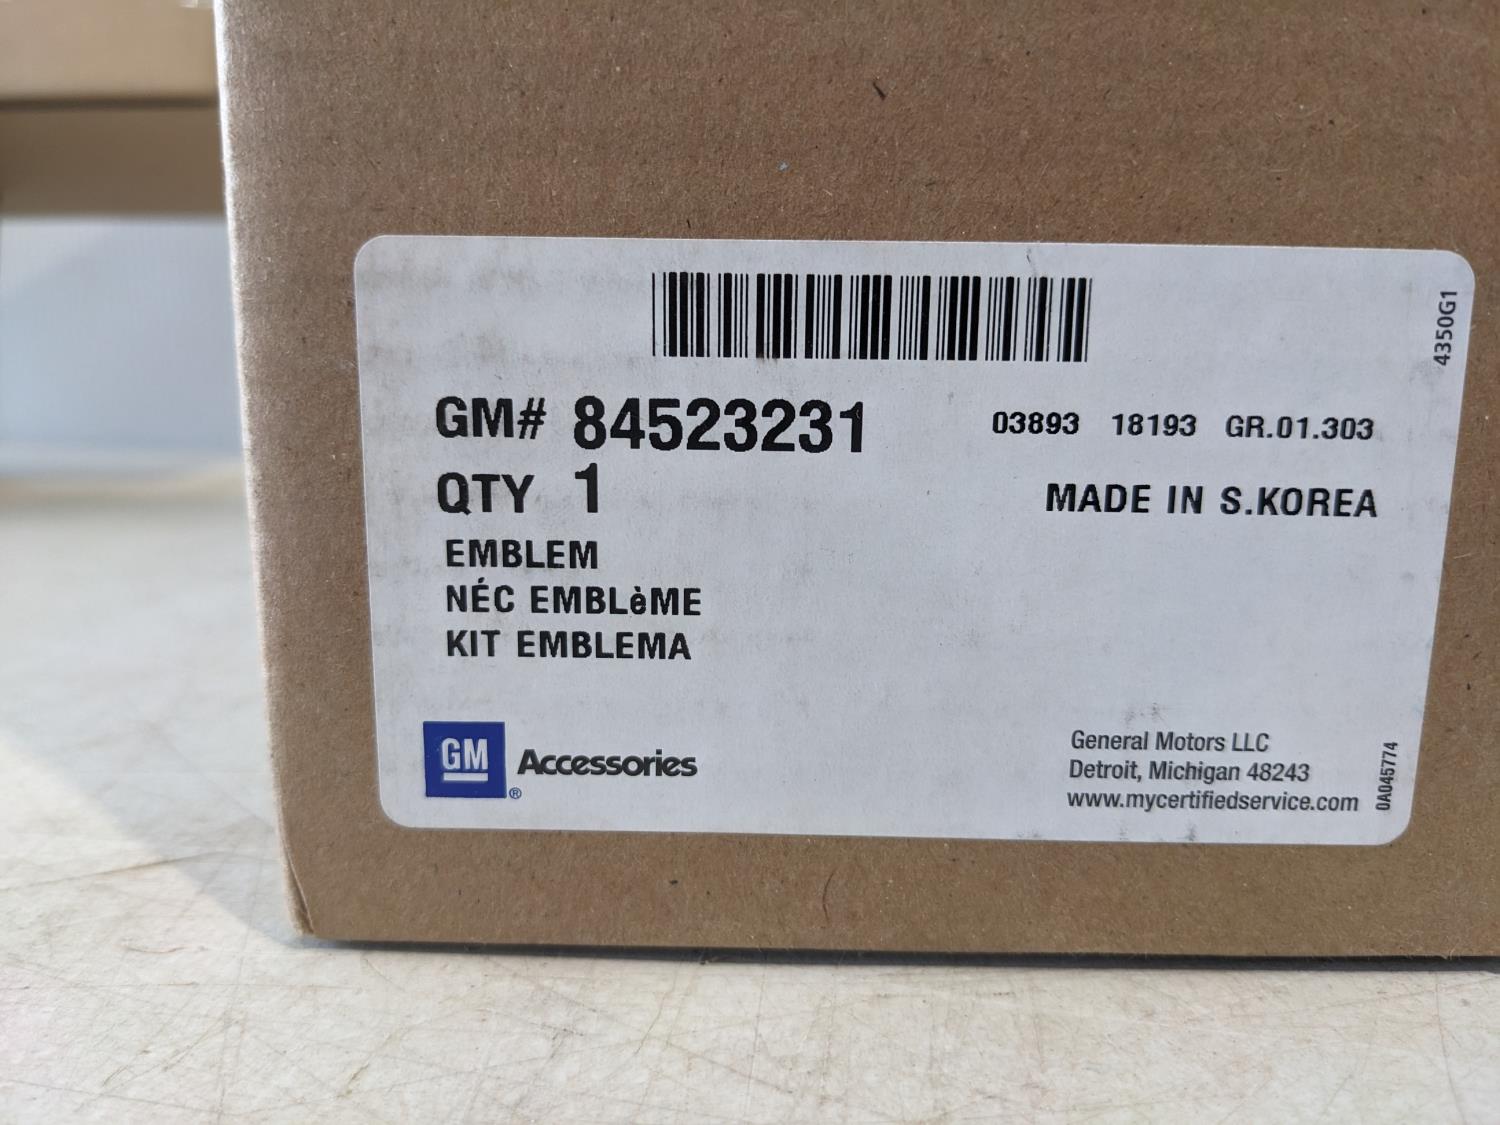 4350G1
GM# 84523231
03893 18193 GR.01.303
QTY 1
MADE IN S.KOREA
EMBLEM
NÉC EMBLèME
KIT EMBLEMA
GM
® Accessories
General Motors LLC
Detroit, Michigan 48243
www.mycertifiedservice.com
0A045774